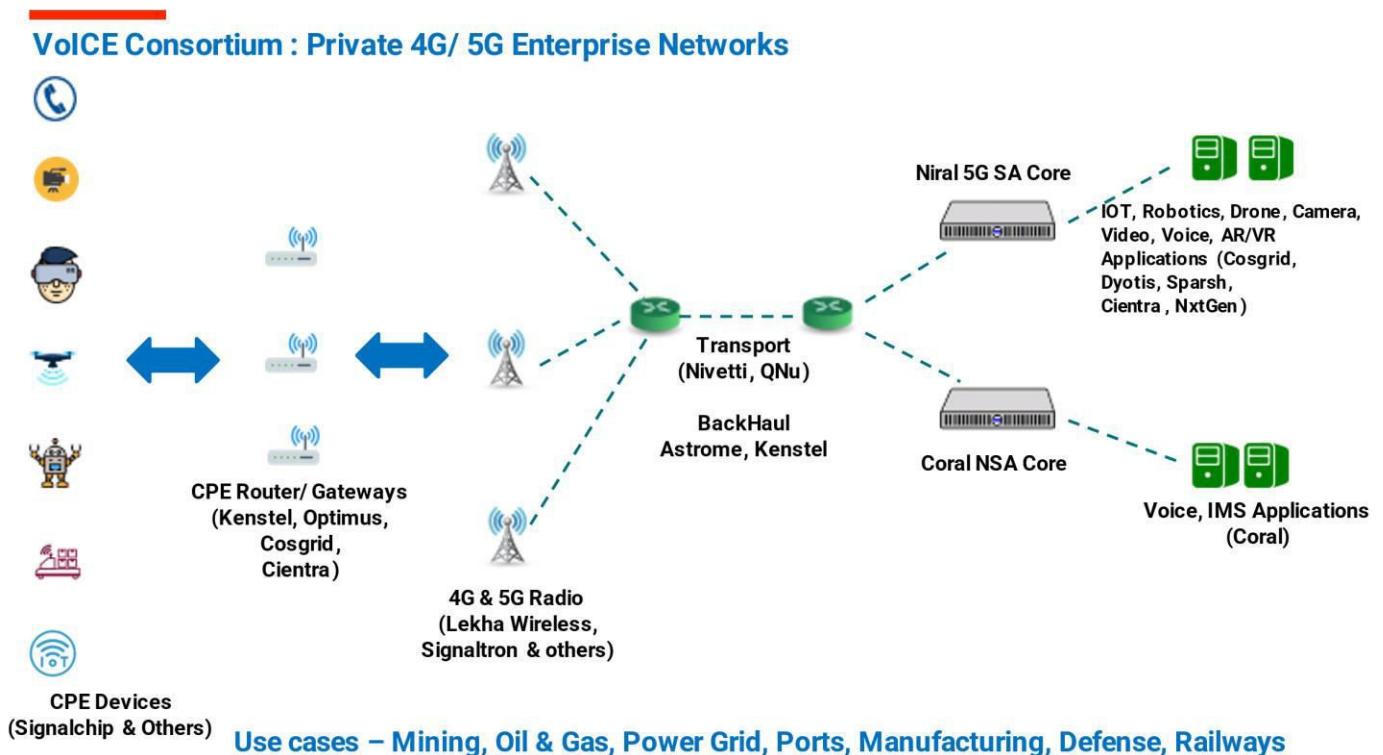 VoICE Consortium : Private 4G/ 5G Enterprise Networks
Niral 5G SA Core
IOT, Robotics, Drone, Camera,
Video, Voice, AR/VR
Applications (Cosgrid,
Dyotis, Sparsh,
Cientra, NxtGen)
Transport
(Nivetti, QNu)
BackHaul
Astrome, Kenstel
Coral NSA Core
Voice, IMS Applications
(Coral)
CPE Router/ Gateways
(Kenstel, Optimus,
Cosgrid,
Cientra)
4G & 5G Radio
(Lekha Wireless,
Signaltron & others)
IoT
CPE Devices
(Signalchip & Others)
Use cases – Mining, Oil & Gas, Power Grid, Ports, Manufacturing, Defense, Railways